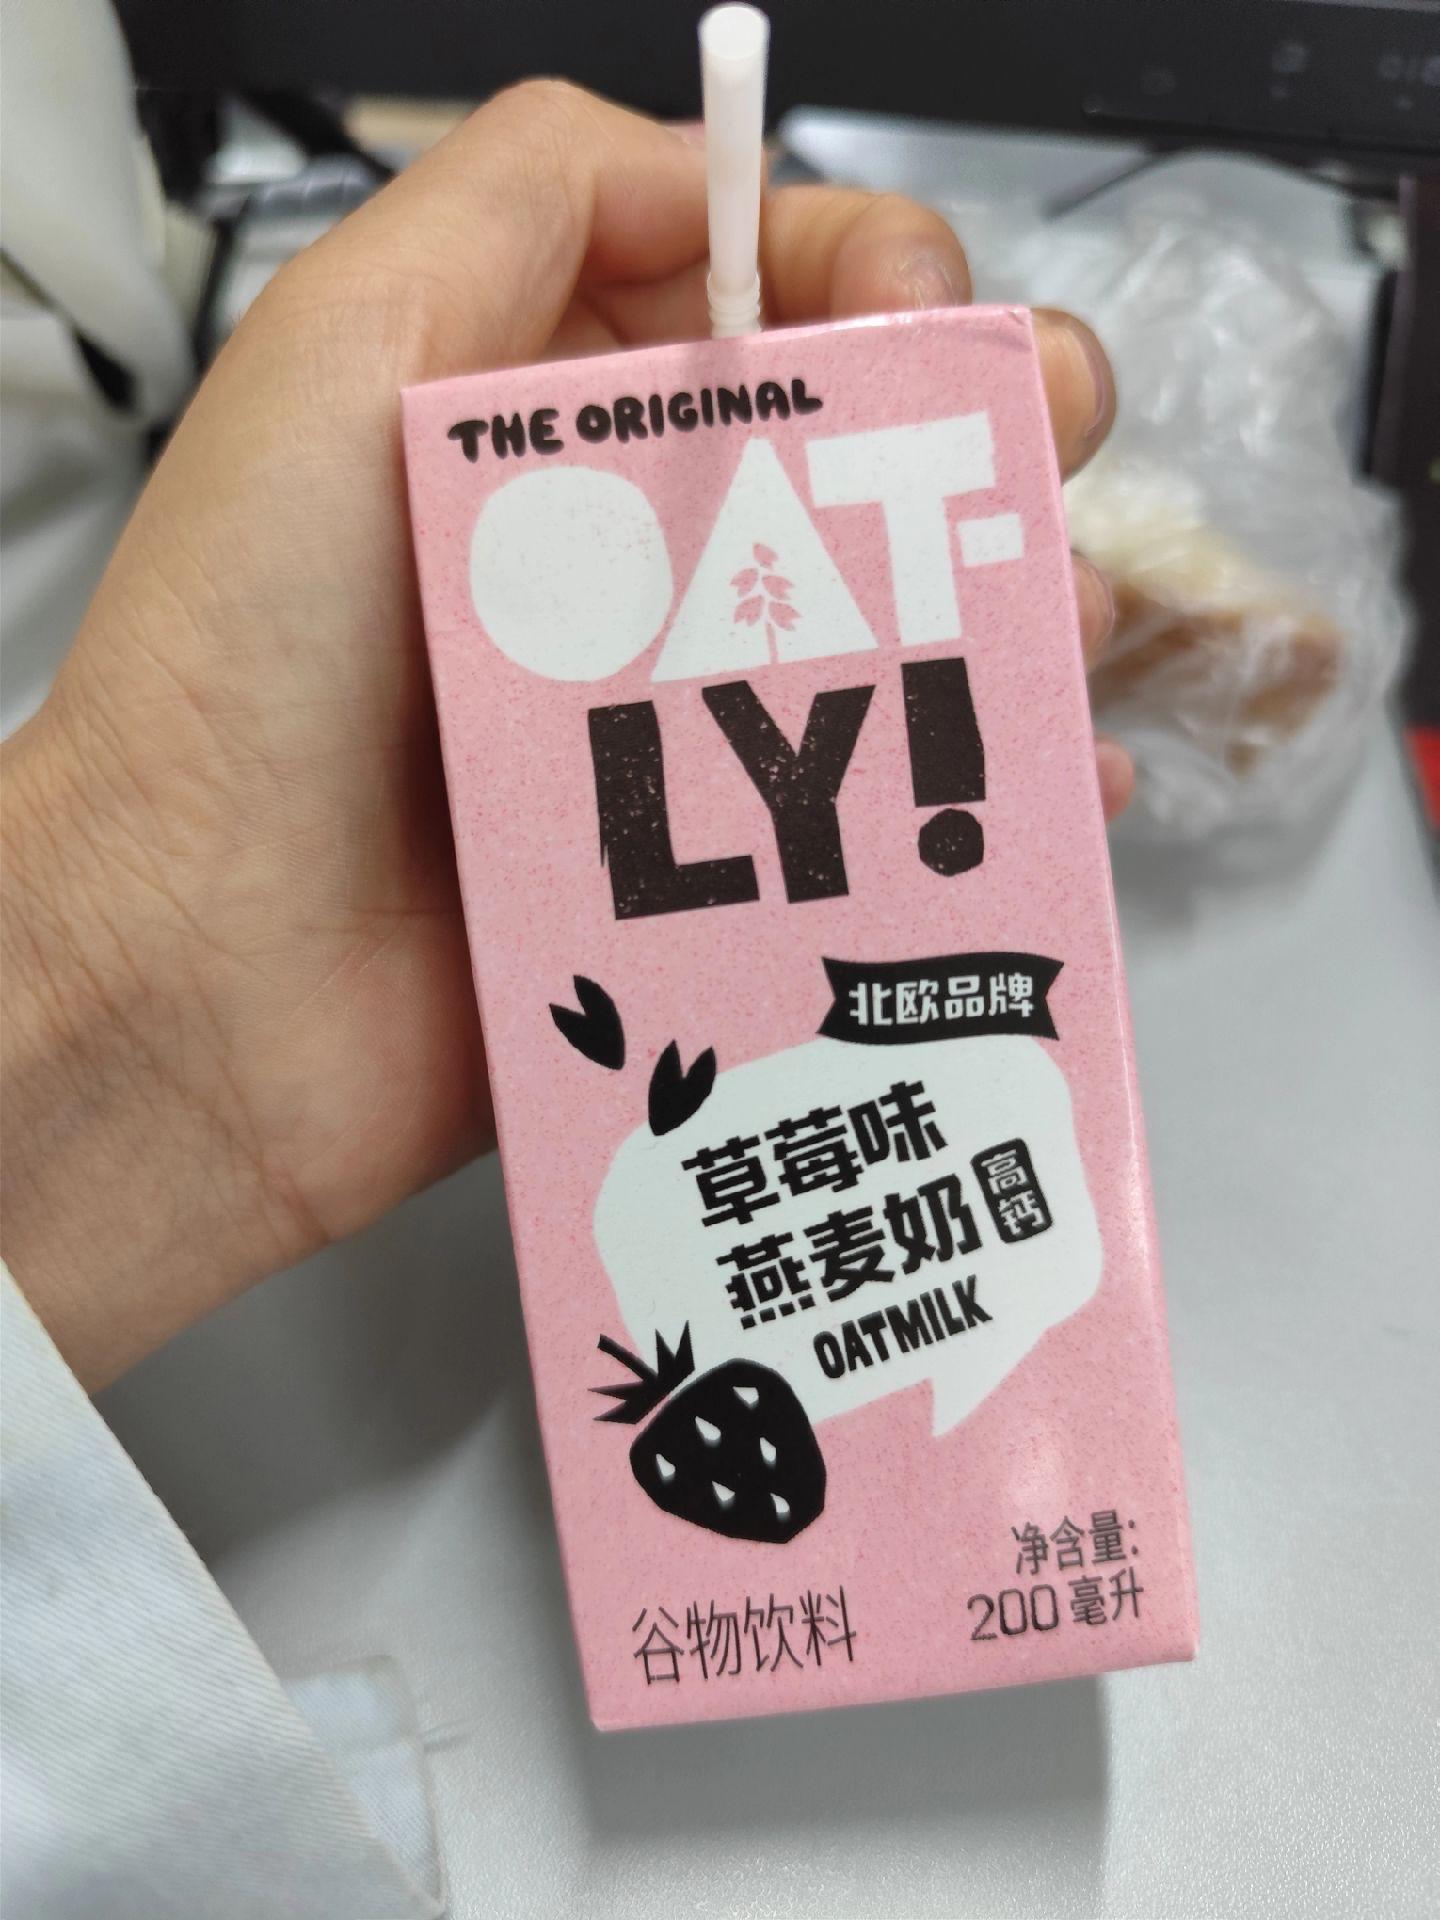 THE ORIGINAL
OAT-
LY!
北欧品牌
草莓味
燕麦奶
高钙
OATMILK
净含量:
200毫升
谷物饮料